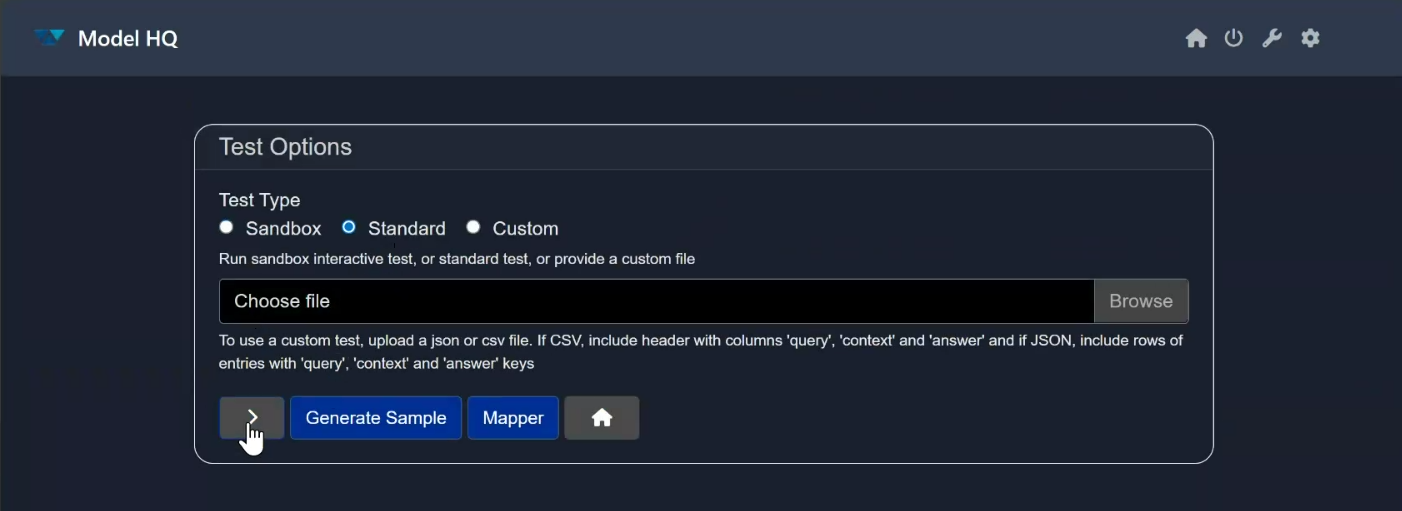 Model HQ
Test Options
Test Type
Sandbox Standard Custom
Run sandbox interactive test, or standard test, or provide a custom file
Choose file Browse
To use a custom test, upload a json or csv file. If CSV, include header with columns 'query', 'context' and 'answer' and if JSON, include rows of
entries with 'query', 'context' and 'answer' keys
Generate Sample Mapper